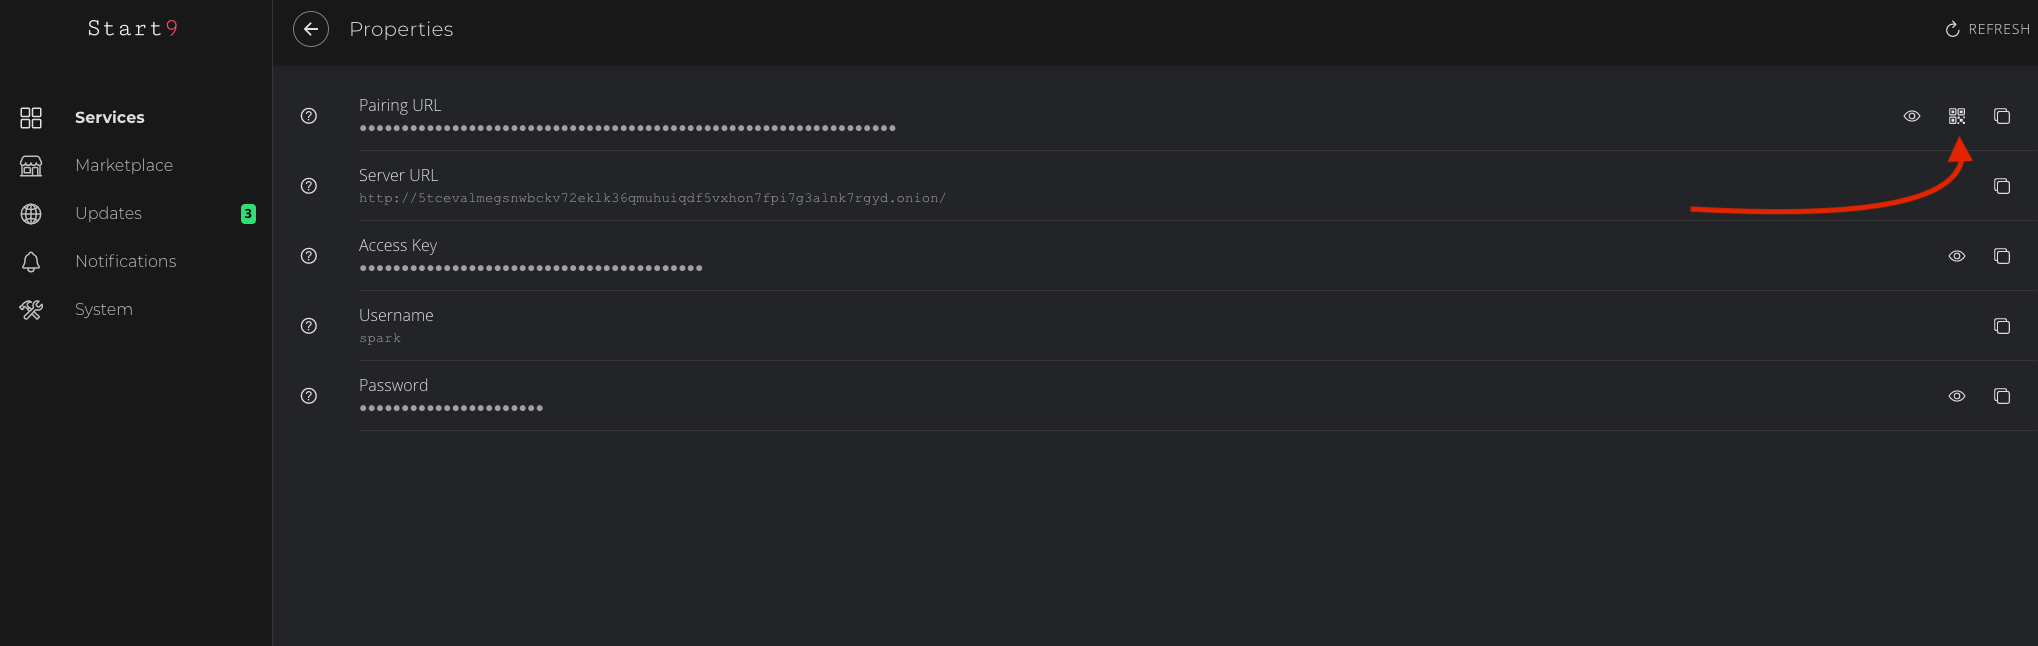 Start9
Properties
REFRESH
Services
Marketplace
Updates
3
Notifications
System
Pairing URL
••••••••••••••••••••••••••••••••••••••••••••••••••••••••••••••••
Server URL
http://5tcevalmegsnwbckv72eklk36qmuhuiqdf5vxhon7fpi7g3alnk7rgyd.onion/
Access Key
•••••••••••••••••••••••••••••••••••••••••
Username
spark
Password
••••••••••••••••••••••